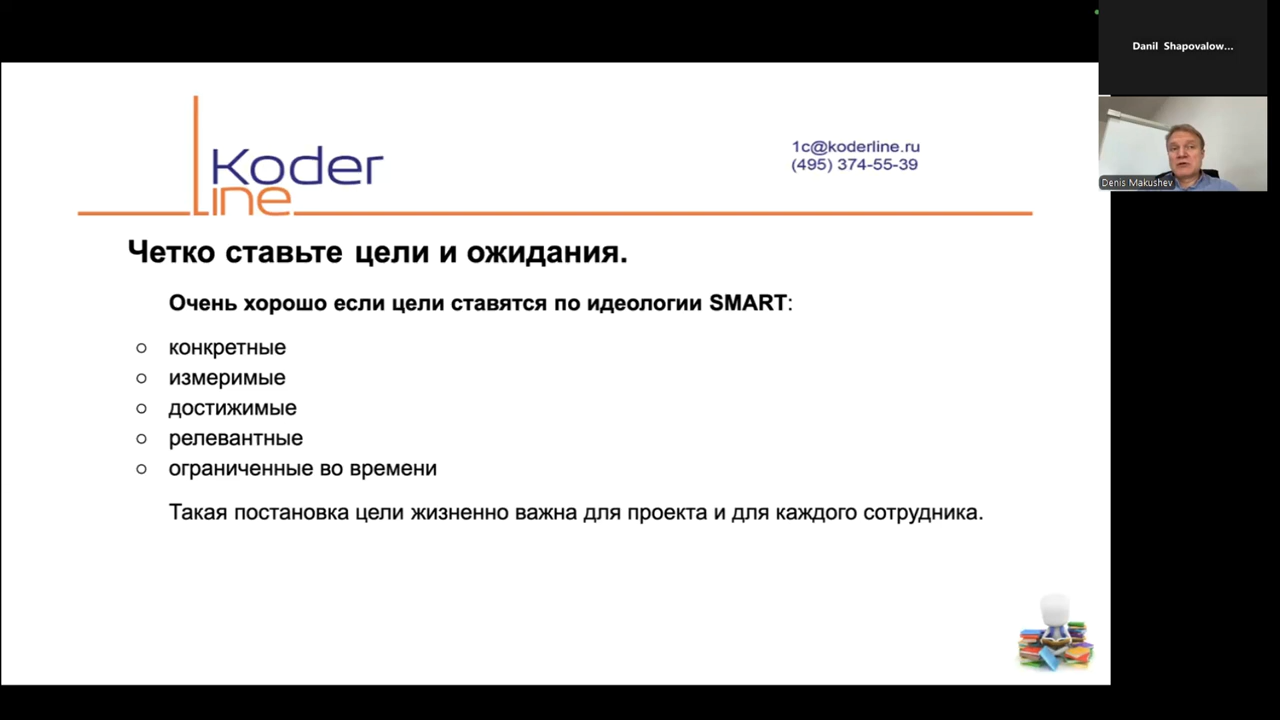 Danil Shapovalow...
Denis Makushev
Koder
line
1c@koderline.ru
(495) 374-55-39
Четко ставьте цели и ожидания.
Очень хорошо если цели ставятся по идеологии SMART:
○ конкретные
○ измеримые
○ достижимые
○ релевантные
○ ограниченные во времени
Такая постановка цели жизненно важна для проекта и для каждого сотрудника.